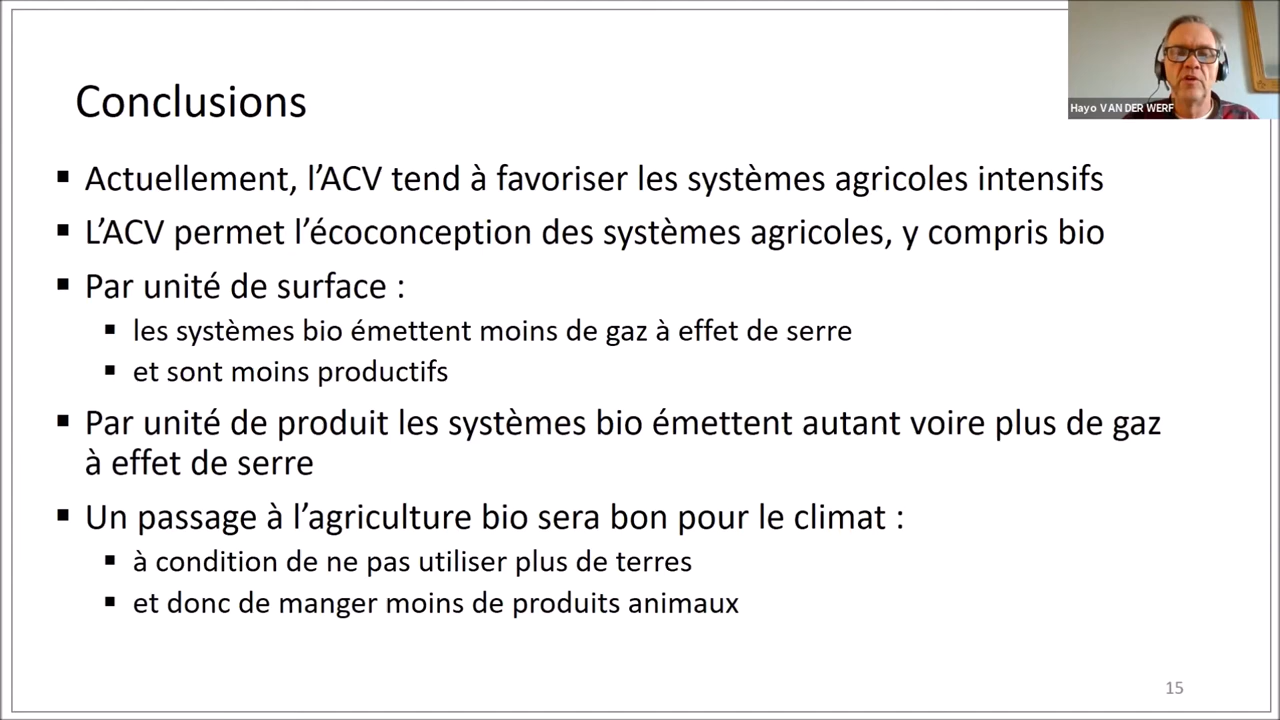 Hayo VAN DER WERF
Conclusions
▪ Actuellement, l’ACV tend à favoriser les systèmes agricoles intensifs
▪ L’ACV permet l’écoconception des systèmes agricoles, y compris bio
▪ Par unité de surface :
▪ les systèmes bio émettent moins de gaz à effet de serre
▪ et sont moins productifs
▪ Par unité de produit les systèmes bio émettent autant voire plus de gaz
à effet de serre
▪ Un passage à l’agriculture bio sera bon pour le climat :
▪ à condition de ne pas utiliser plus de terres
▪ et donc de manger moins de produits animaux
15